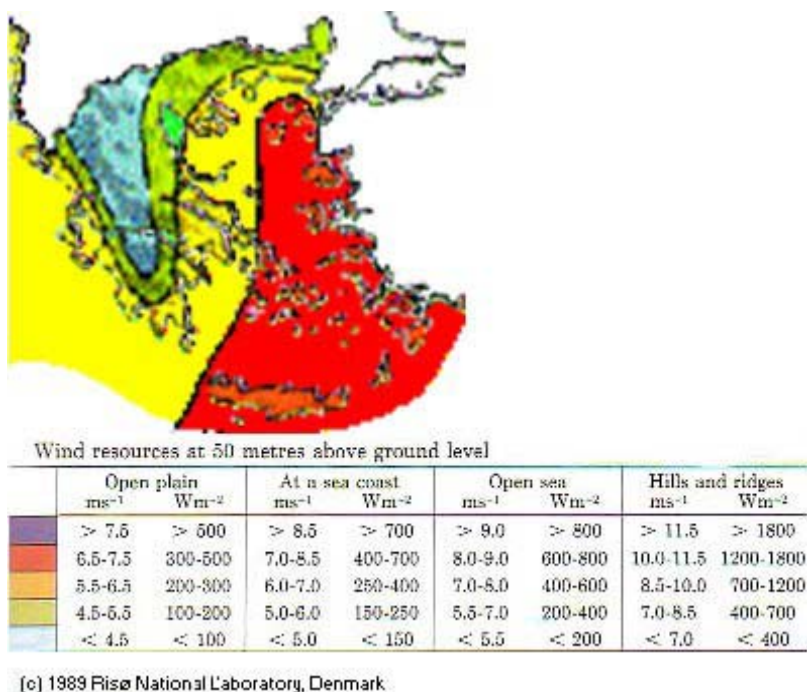 Wind resources at 50 metres above ground level
Open plain At a sea coast Open sea Hills and ridges
ms⁻¹ Wm⁻² ms⁻¹ Wm⁻² ms⁻¹ Wm⁻² ms⁻¹ Wm⁻²
> 7.5 > 500 > 8.5 > 700 > 9.0 > 800 > 11.5 > 1800
6.5-7.5 300-500 7.0-8.5 400-700 8.0-9.0 600-800 10.0-11.5 1200-1800
5.5-6.5 200-300 6.0-7.0 250-400 7.0-8.0 400-600 8.5-10.0 700-1200
4.5-5.5 100-200 5.0-6.0 150-250 5.5-7.0 200-400 7.0-8.5 400-700
< 4.5 < 100 < 5.0 < 150 < 5.5 < 200 < 7.0 < 400
(c) 1989 Risø National Laboratory, Denmark